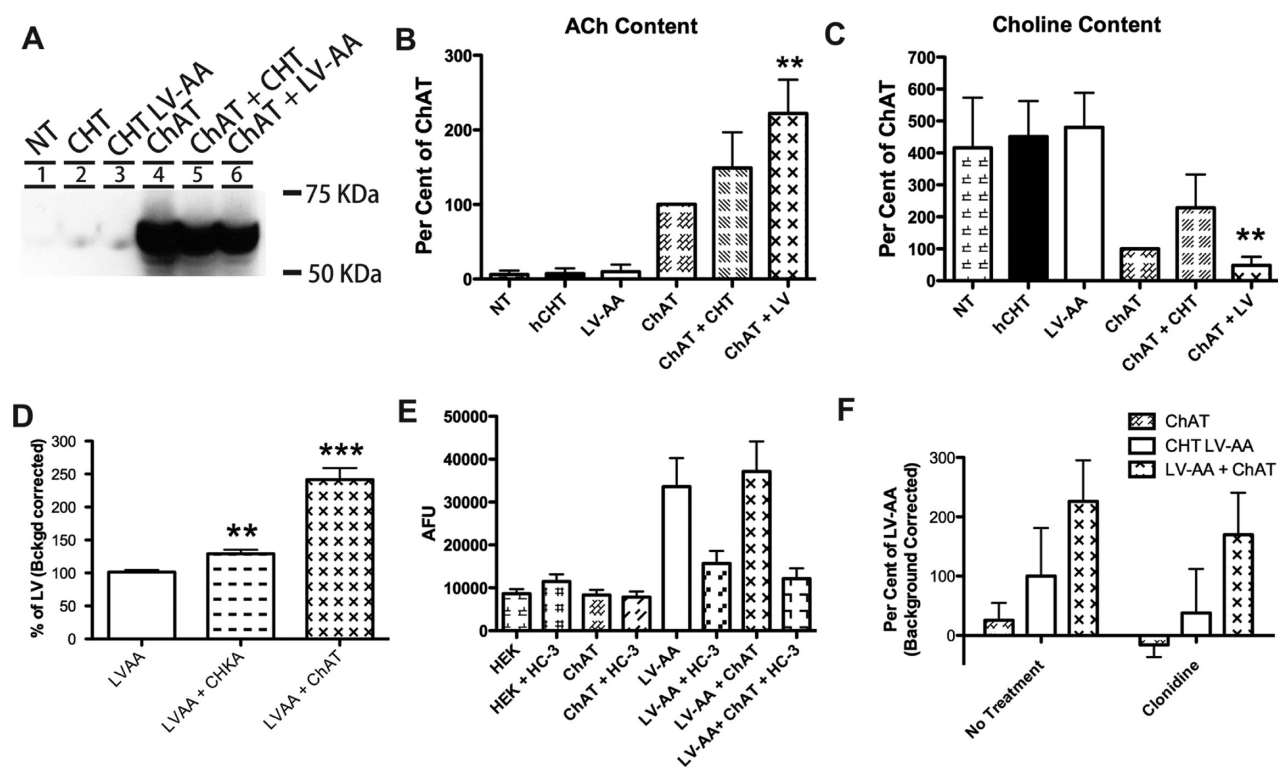 A
NT
CHT
CHT LV-AA
ChAT
ChAT + CHT
ChAT + LV-AA
1 2 3 4 5 6
75 KDa
50 KDa
B
ACh Content
Per Cent of ChAT
300
200
100
0
NT
hCHT
LV-AA
ChAT
ChAT + CHT
ChAT + LV
**
C
Choline Content
Per Cent of ChAT
700
600
500
400
300
200
100
0
NT
hCHT
LV-AA
ChAT
ChAT + CHT
ChAT + LV
**
D
% of LV (Bckgd corrected)
300
250
200
150
100
50
0
LVAA
LVAA + CHKA
LVAA + ChAT
**
***
E
AFU
50000
40000
30000
20000
10000
0
HEK
HEK + HC-3
ChAT
ChAT + HC-3
LV-AA
LV-AA + HC-3
LV-AA + ChAT
LV-AA+ ChAT + HC-3
F
ChAT
CHT LV-AA
LV-AA + ChAT
Per Cent of LV-AA
(Background Corrected)
300
200
100
0
No Treatment
Clonidine